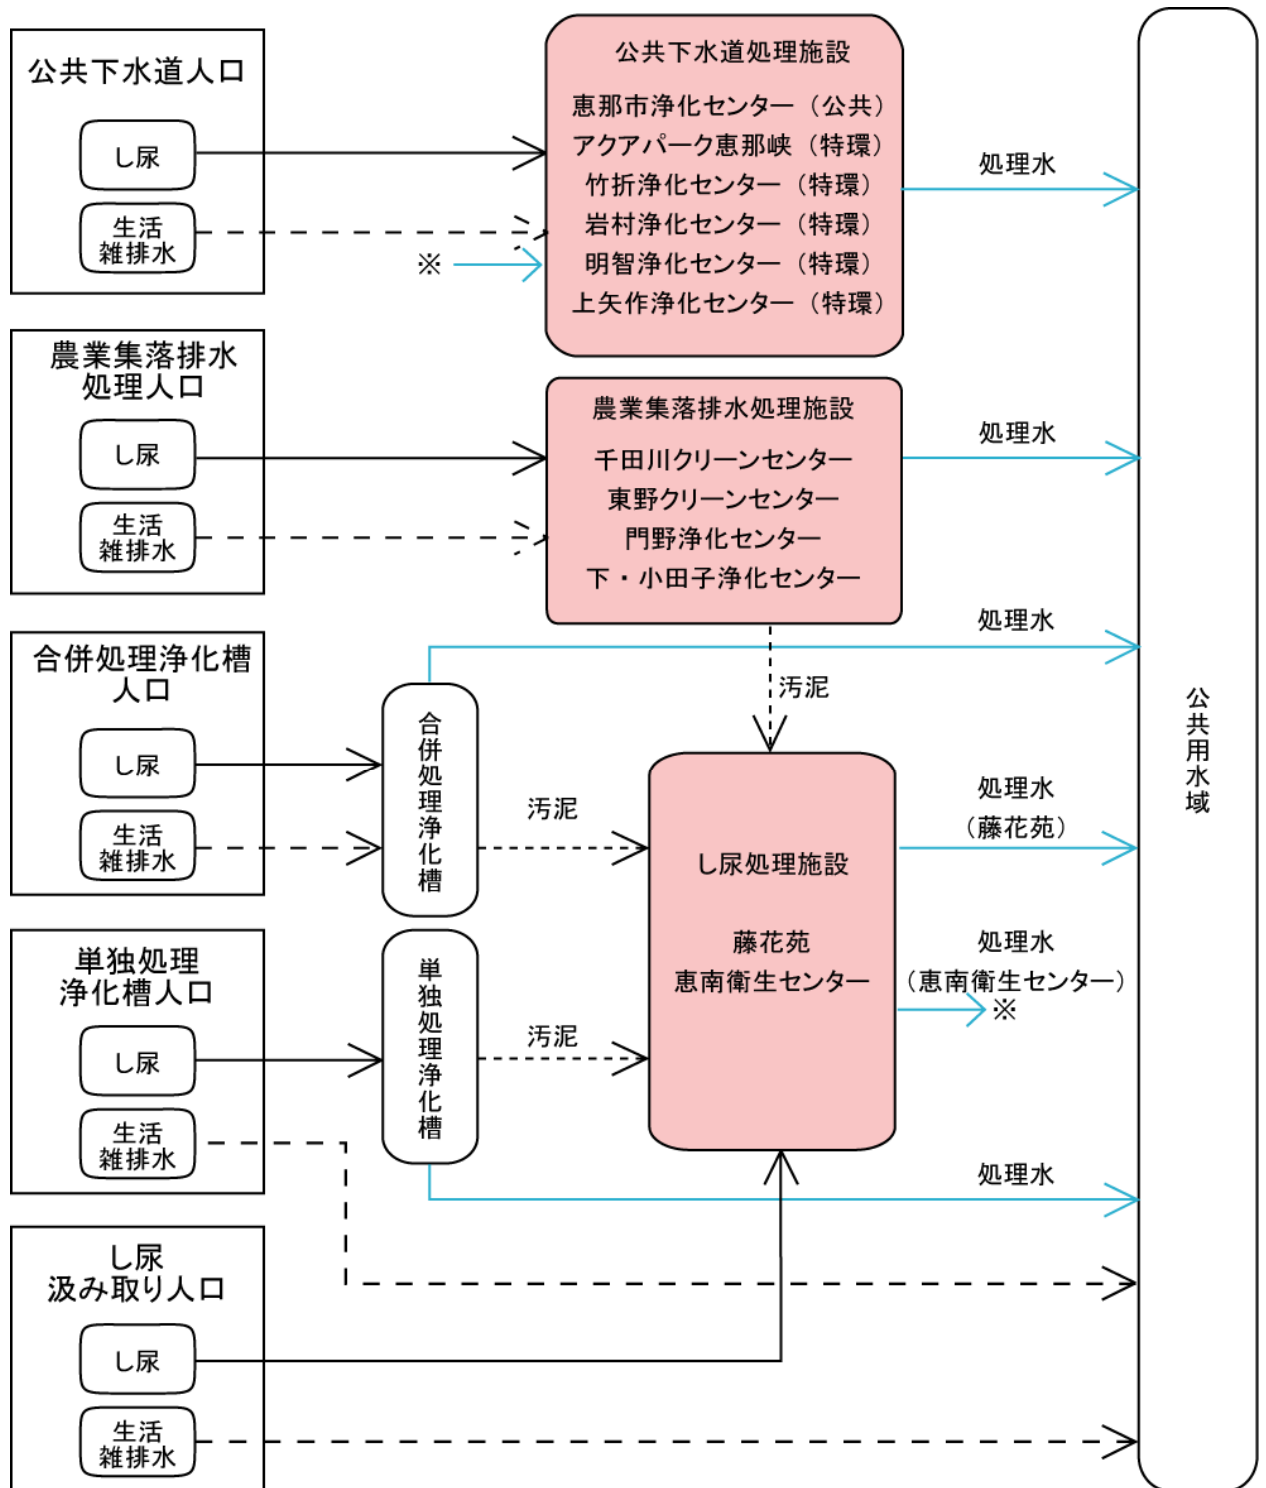 公共下水道人口
し尿
生活
雑排水
※
公共下水道処理施設
恵那市浄化センター（公共）
アクアパーク恵那峡（特環）
竹折浄化センター（特環）
岩村浄化センター（特環）
明智浄化センター（特環）
上矢作浄化センター（特環）
処理水
農業集落排水
処理人口
し尿
生活
雑排水
農業集落排水処理施設
千田川クリーンセンター
東野クリーンセンター
門野浄化センター
下・小田子浄化センター
処理水
汚泥
合併処理浄化槽
人口
し尿
生活
雑排水
合併処理浄化槽
処理水
汚泥
し尿処理施設
藤花苑
恵南衛生センター
処理水
（藤花苑）
処理水
（恵南衛生センター）
※
単独処理
浄化槽人口
し尿
生活
雑排水
単独処理浄化槽
汚泥
処理水
し尿
汲み取り人口
し尿
生活
雑排水
公共用水域